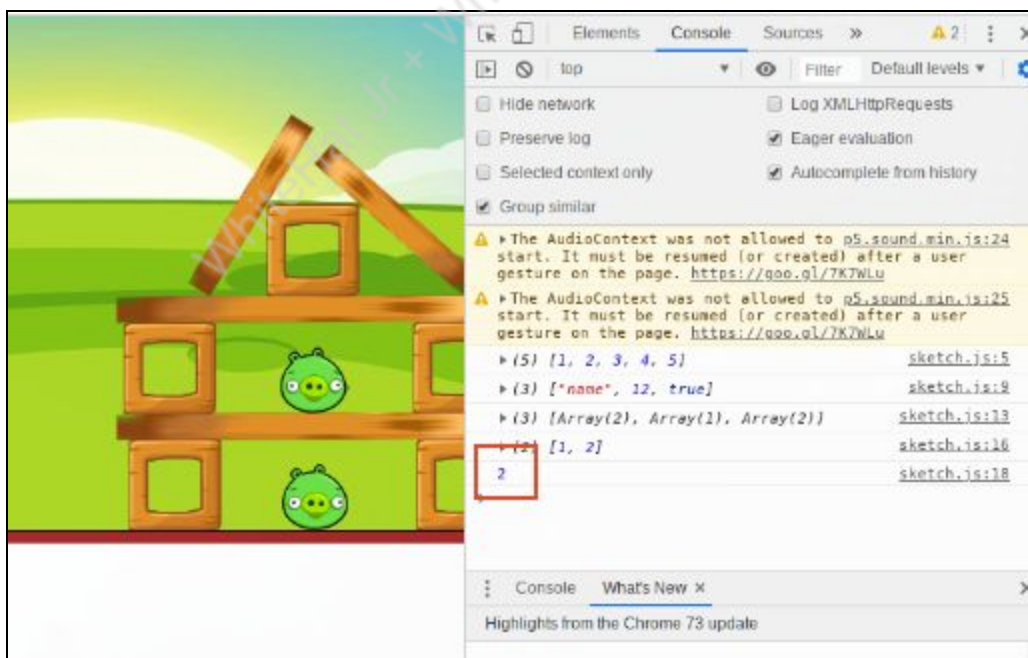 Elements Console Sources » 2
top Filter Default levels
Hide network
Log XMLHttpRequests
Preserve log
Eager evaluation
Selected context only
Autocomplete from history
Group similar
The AudioContext was not allowed to p5.sound.min.js:24
start. It must be resumed (or created) after a user
gesture on the page. https://goo.gl/7K7WLu
The AudioContext was not allowed to p5.sound.min.js:25
start. It must be resumed (or created) after a user
gesture on the page. https://goo.gl/7K7WLu
(5) [1, 2, 3, 4, 5] sketch.js:5
(3) ["name", 12, true] sketch.js:9
(3) [Array(2), Array(1), Array(2)] sketch.js:13
(2) [1, 2] sketch.js:16
2 sketch.js:18
Console What's New ×
Highlights from the Chrome 73 update